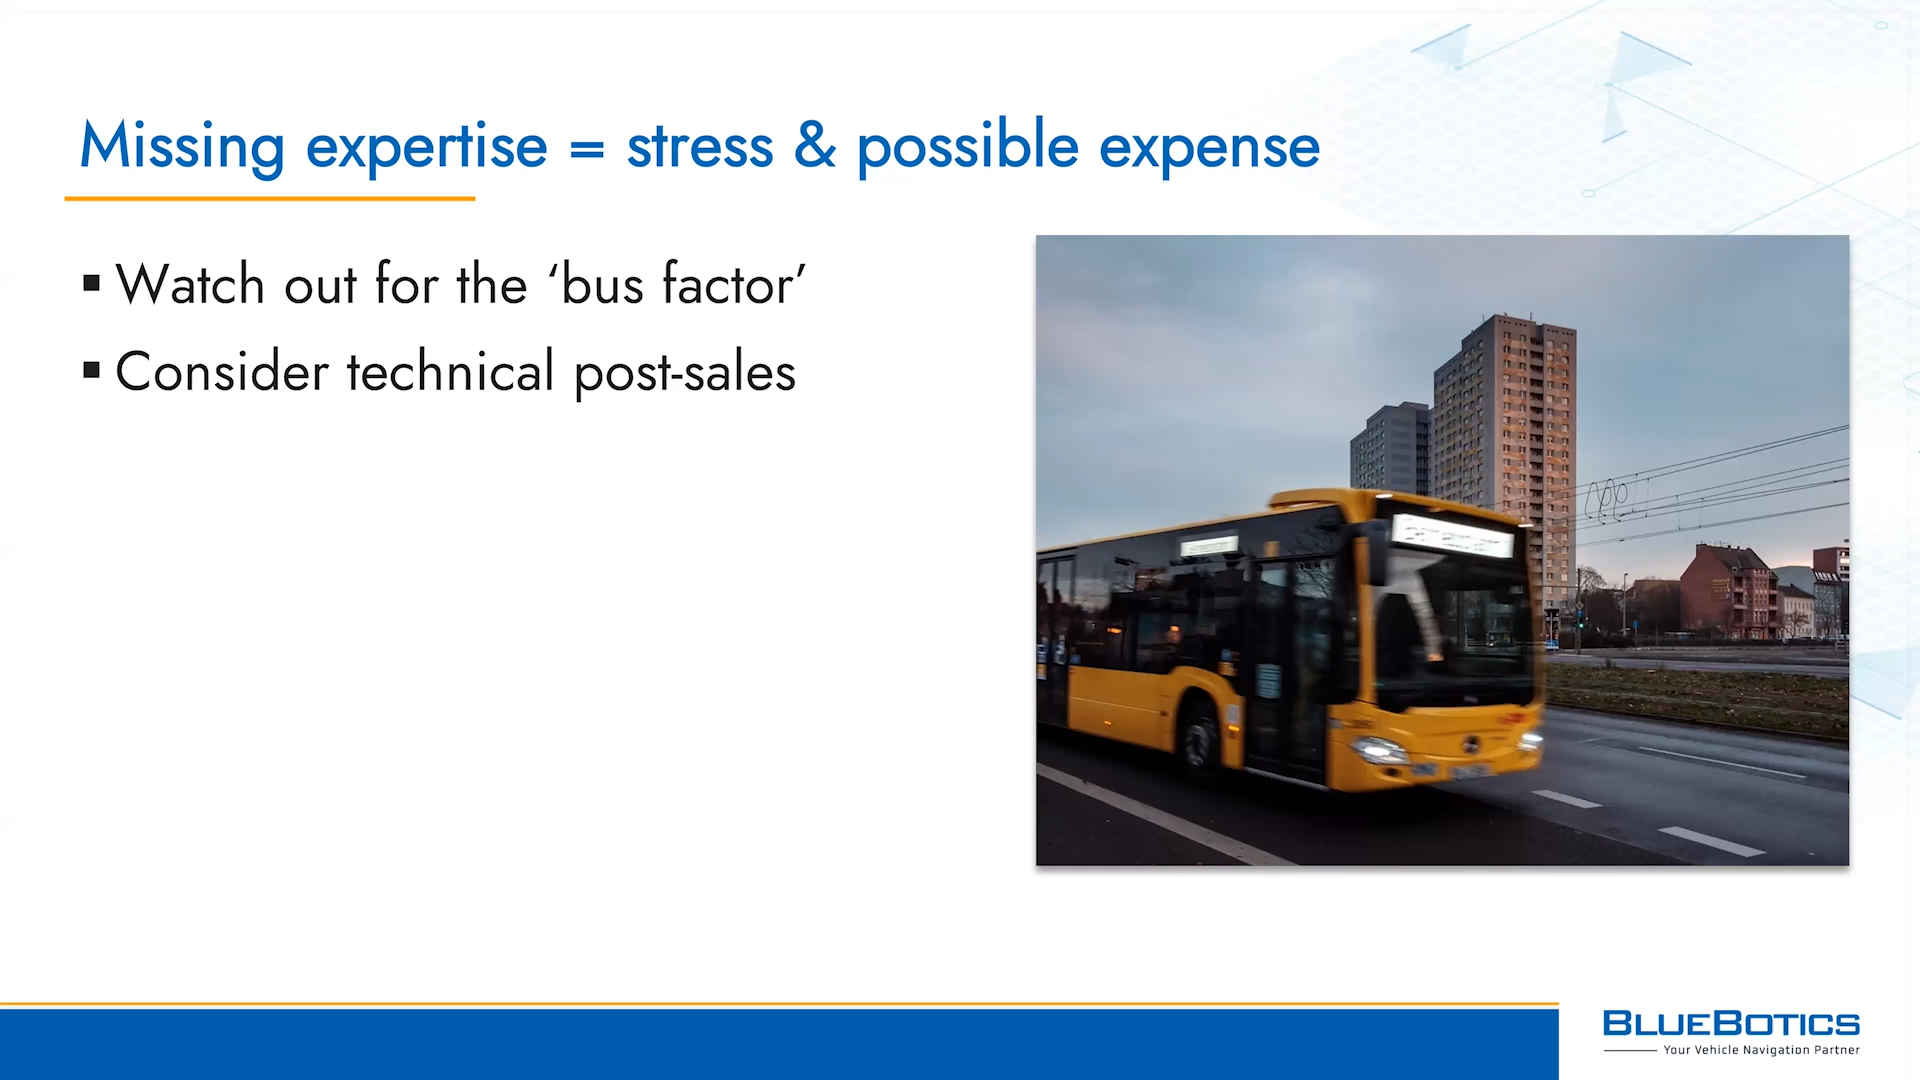 Missing expertise = stress & possible expense
▪ Watch out for the ‘bus factor’
▪ Consider technical post-sales
BLUEBOTICS
Your Vehicle Navigation Partner